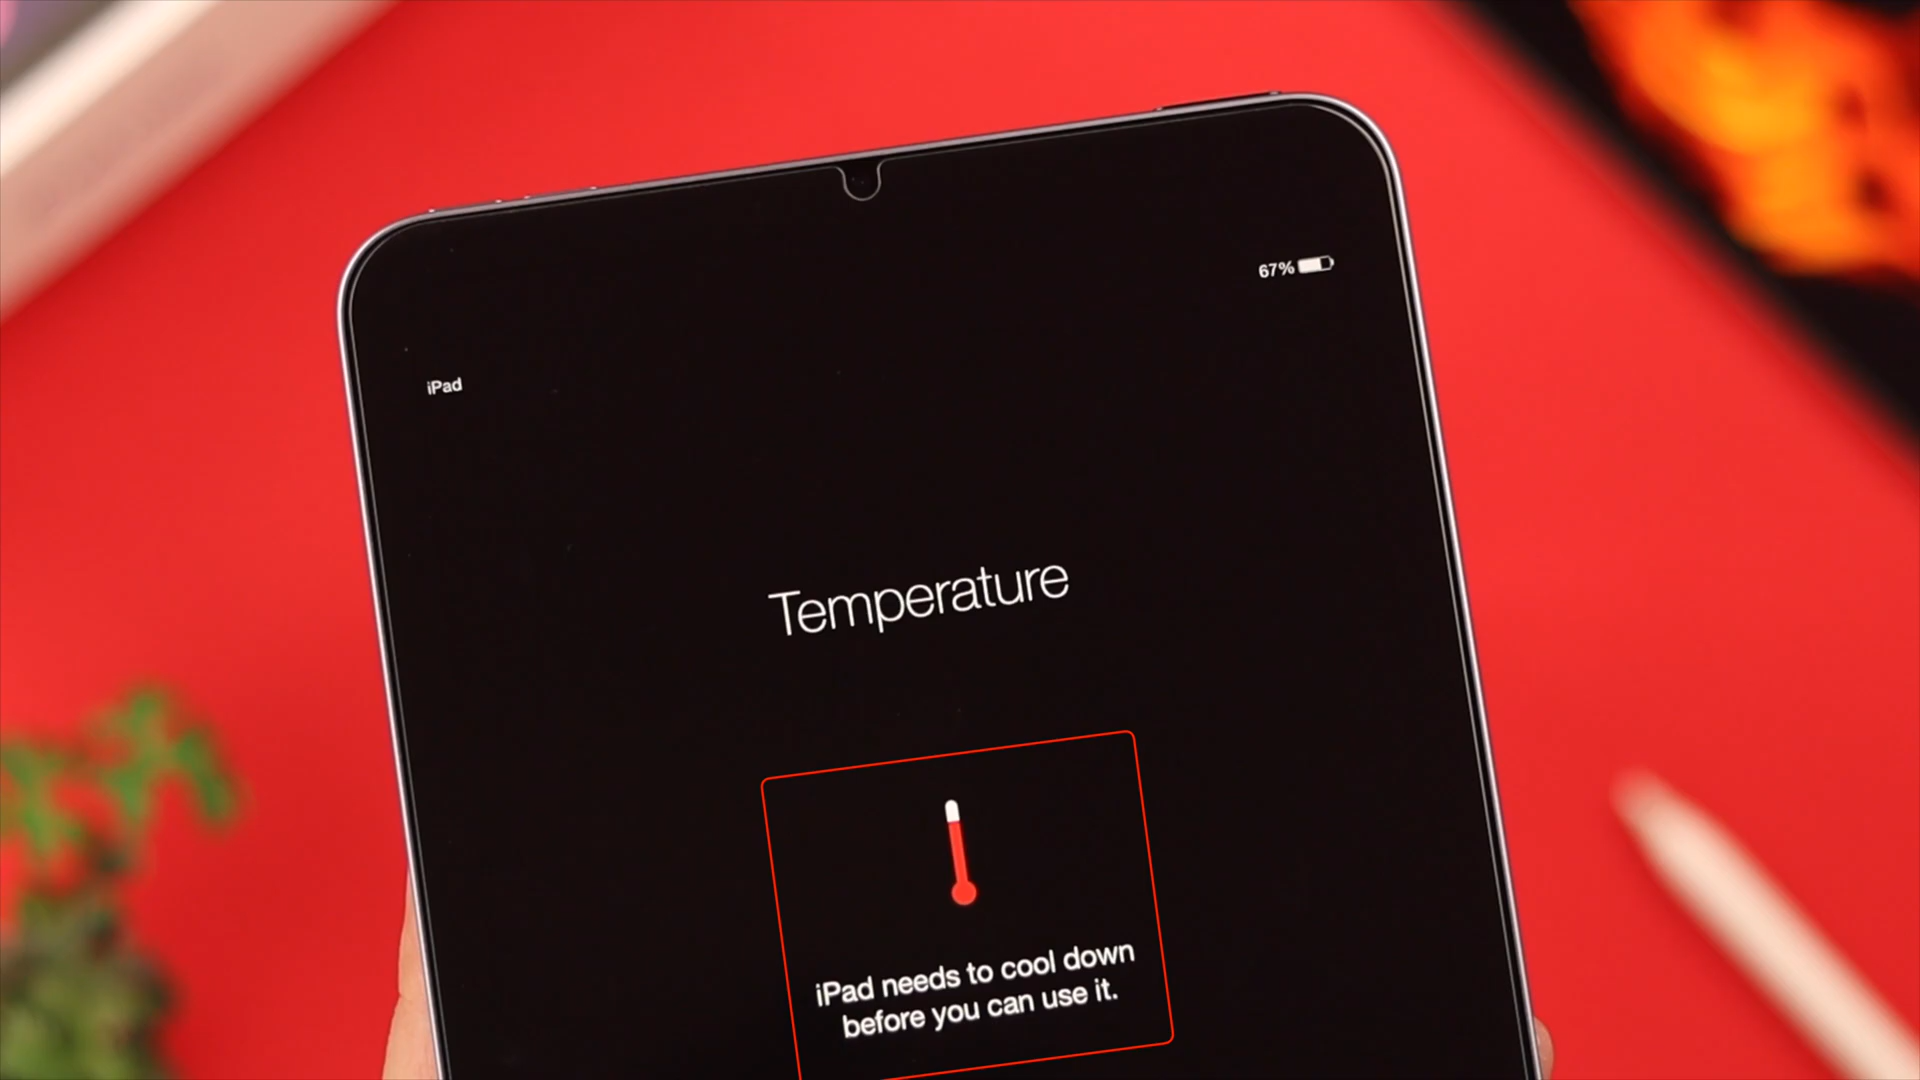 67%
iPad
Temperature
iPad needs to cool down
before you can use it.